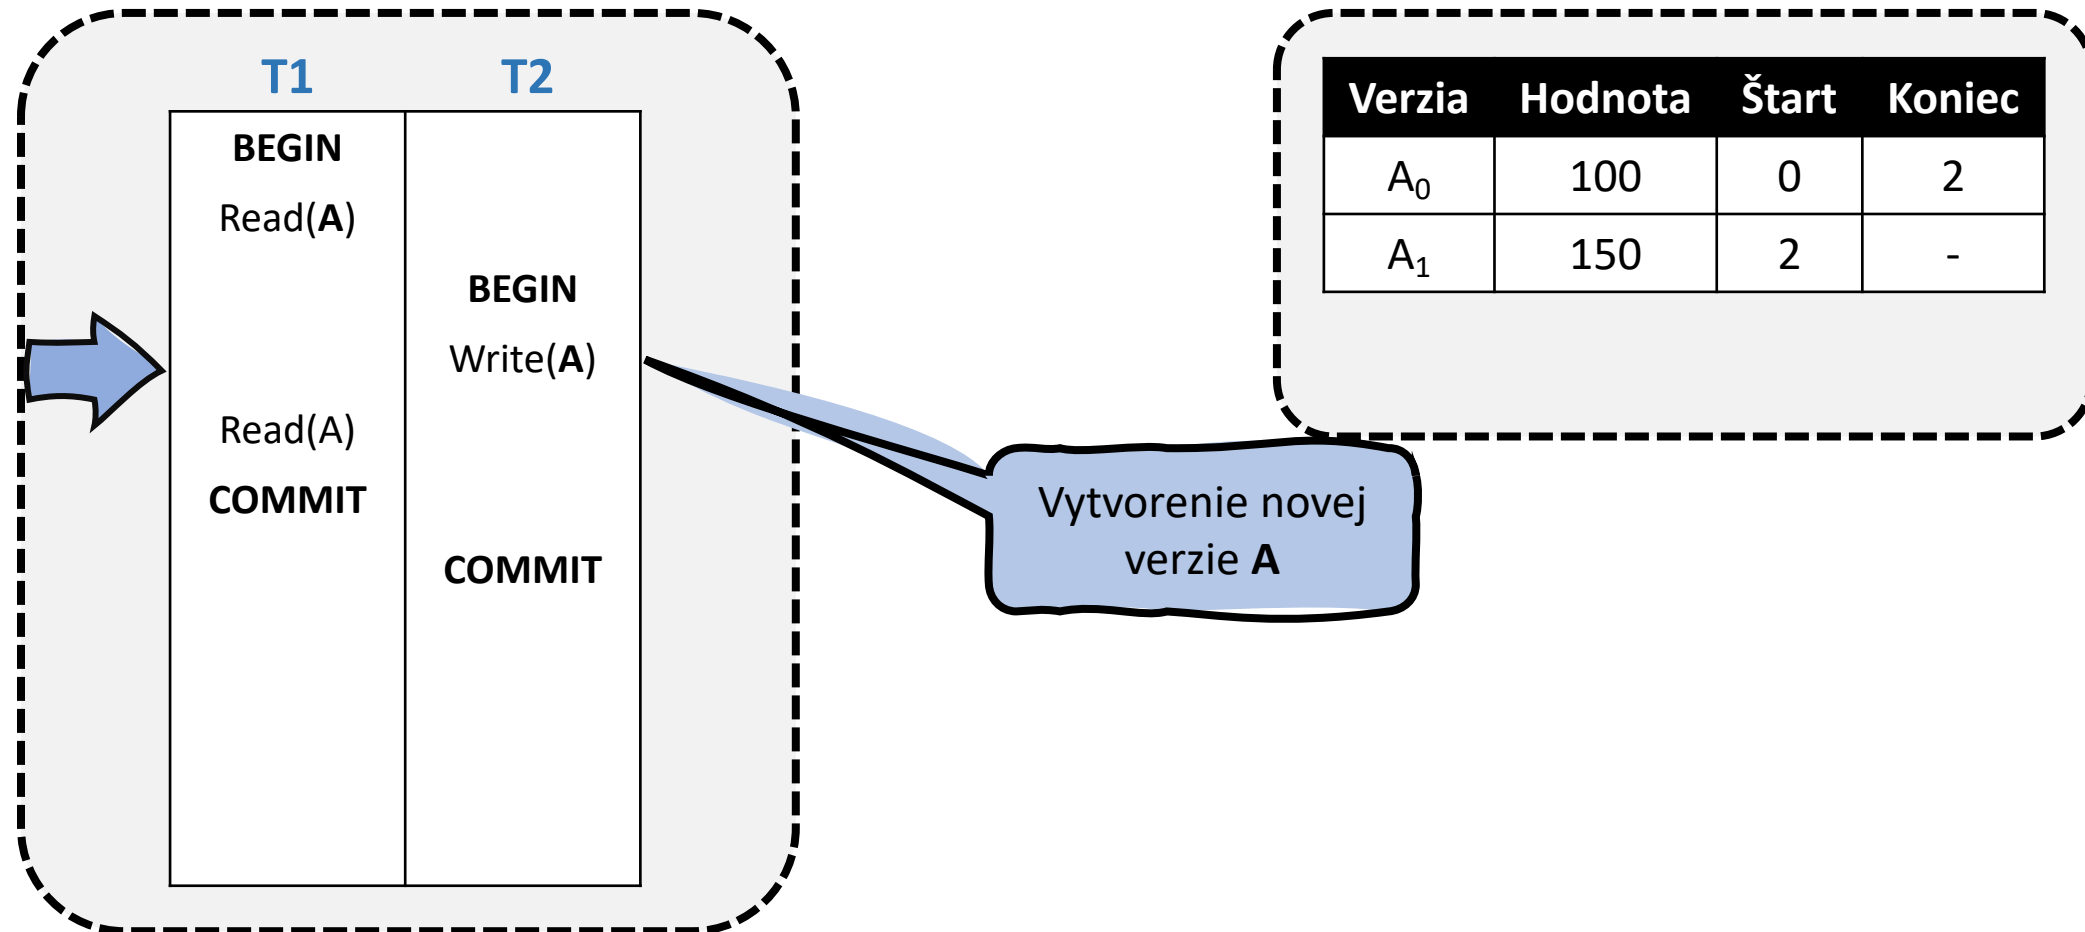 T1 T2
BEGIN
Read(A)
BEGIN
Write(A)
Read(A)
COMMIT
COMMIT
Verzia Hodnota Štart Koniec
A₀ 100 0 2
A₁ 150 2 -
Vytvorenie novej
verzie A